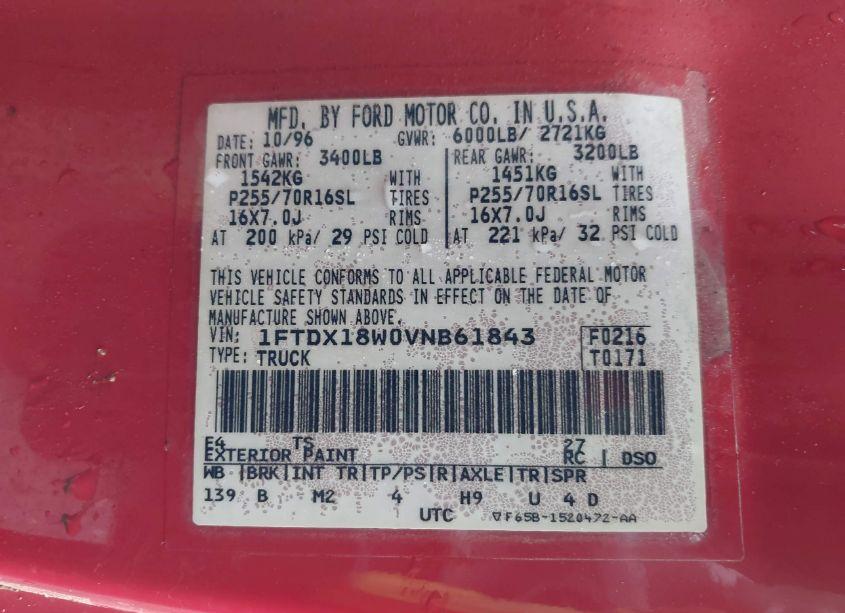 MFD. BY FORD MOTOR CO. IN U.S.A.
DATE: 10/96 GVWR: 6000LB/ 2721KG
FRONT GAWR: 3400LB REAR GAWR: 3200LB
1542KG WITH 1451KG WITH
P255/70R16SL TIRES P255/70R16SL TIRES
16X7.0J RIMS 16X7.0J RIMS
AT 200 kPa/ 29 PSI COLD AT 221 kPa/ 32 PSI COLD
THIS VEHICLE CONFORMS TO ALL APPLICABLE FEDERAL MOTOR
VEHICLE SAFETY STANDARDS IN EFFECT ON THE DATE OF
MANUFACTURE SHOWN ABOVE.
VIN: 1FTDX18W0VNB61843 F0216
TYPE: TRUCK T0171
E4 TS 27
EXTERIOR PAINT RC | DSO
WB |BRK|INT TR|TP/PS|R|AXLE|TR|SPR
139 B M2 4 H9 U 4 D
UTC ▽F65B-1520472-AA